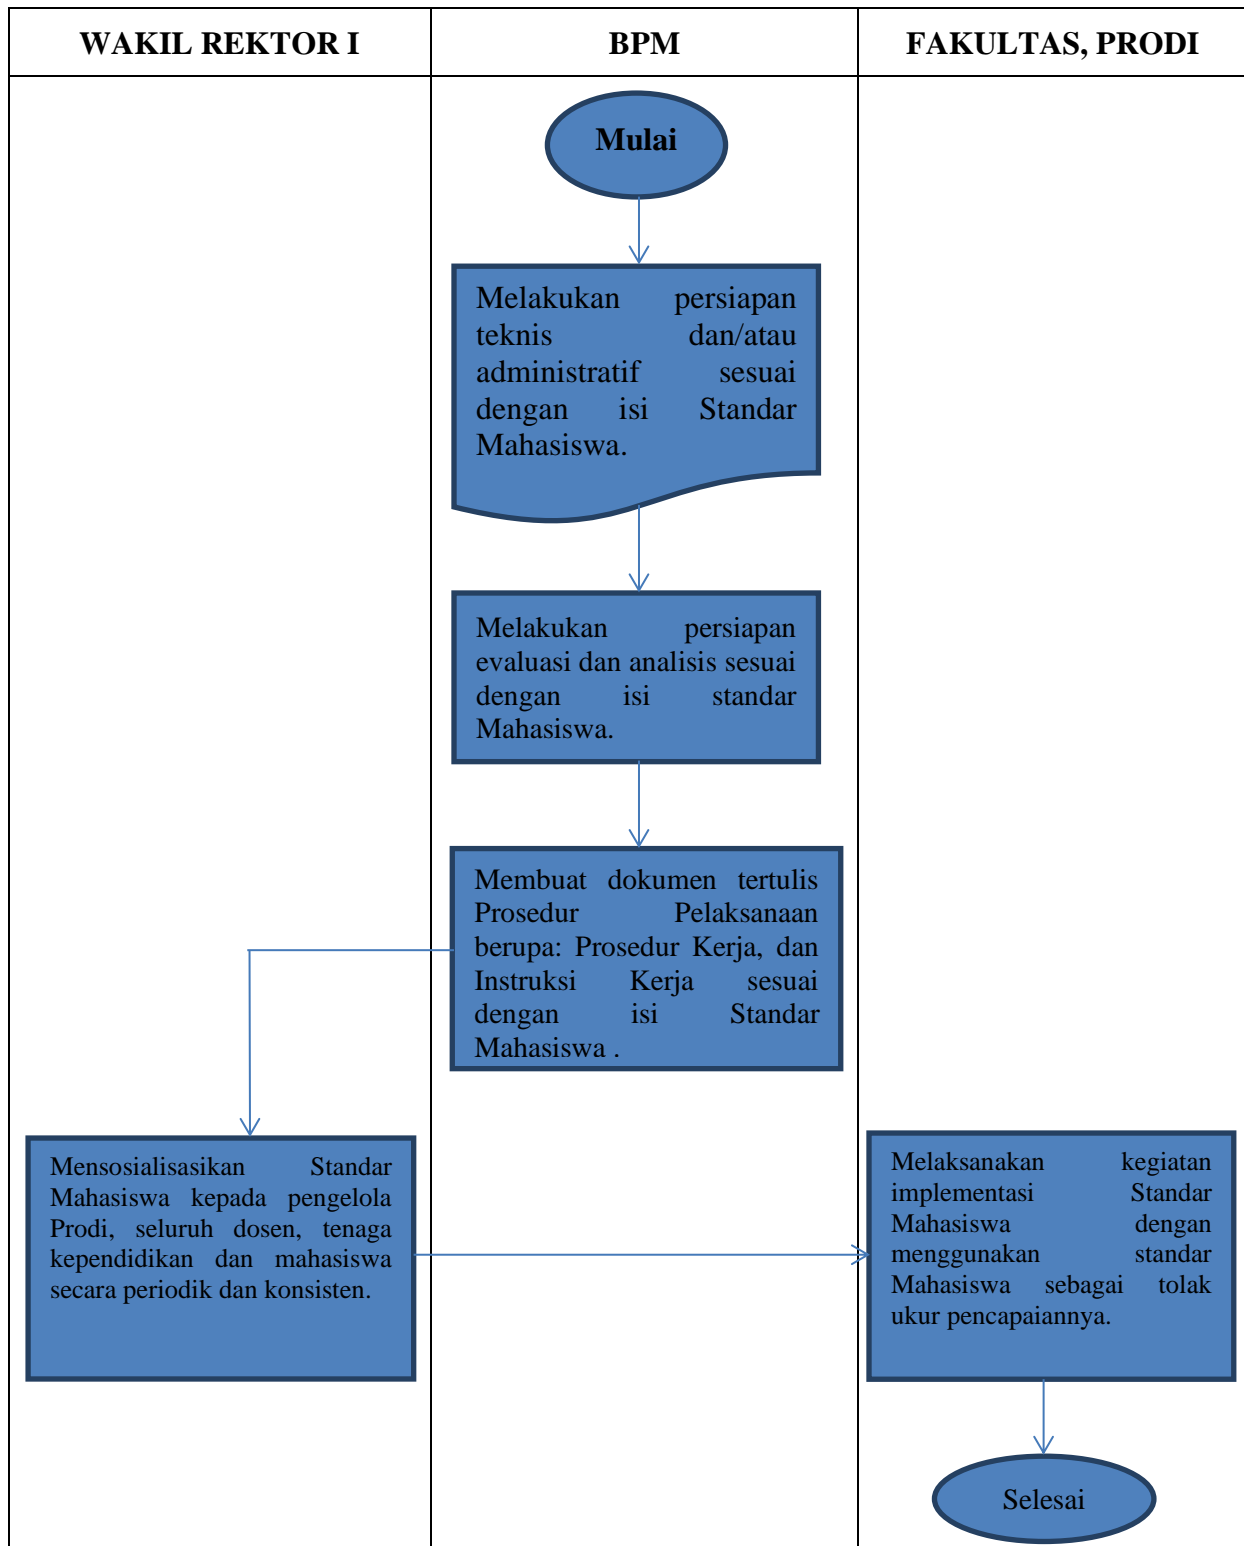 WAKIL REKTOR I
BPM
FAKULTAS, PRODI
Mulai
Melakukan persiapan
teknis dan/atau
administratif sesuai
dengan isi Standar
Mahasiswa.
Melakukan persiapan
evaluasi dan analisis sesuai
dengan isi standar
Mahasiswa.
Membuat dokumen tertulis
Prosedur Pelaksanaan
berupa: Prosedur Kerja, dan
Instruksi Kerja sesuai
dengan isi Standar
Mahasiswa .
Mensosialisasikan Standar
Mahasiswa kepada pengelola
Prodi, seluruh dosen, tenaga
kependidikan dan mahasiswa
secara periodik dan konsisten.
Melaksanakan kegiatan
implementasi Standar
Mahasiswa dengan
menggunakan standar
Mahasiswa sebagai tolak
ukur pencapaiannya.
Selesai